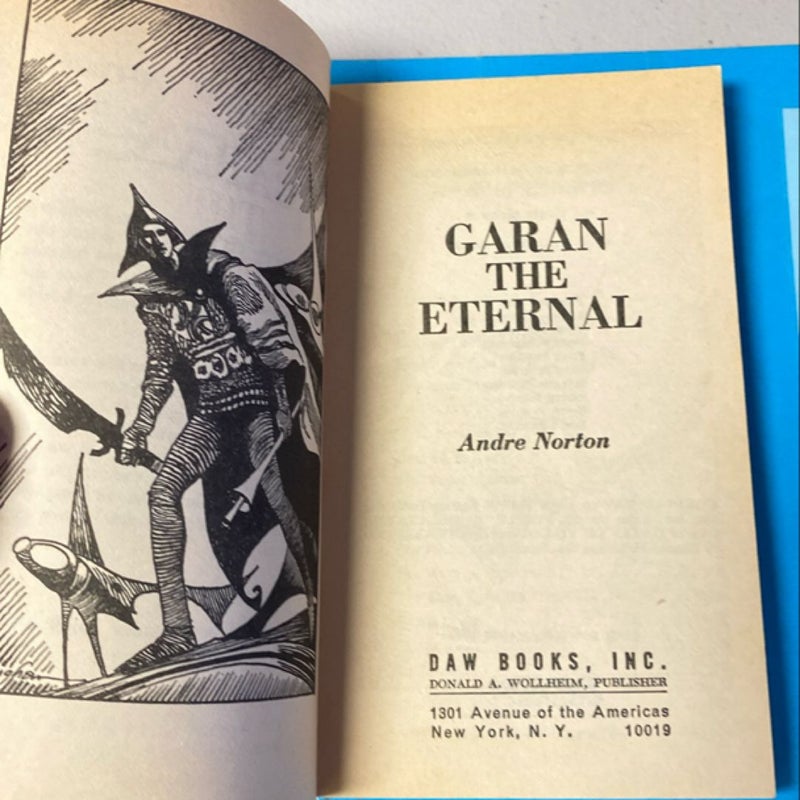 GARAN
THE
ETERNAL
Andre Norton
DAW BOOKS, INC.
DONALD A. WOLLHEIM, PUBLISHER
1301 Avenue of the Americas
New York, N. Y. 10019